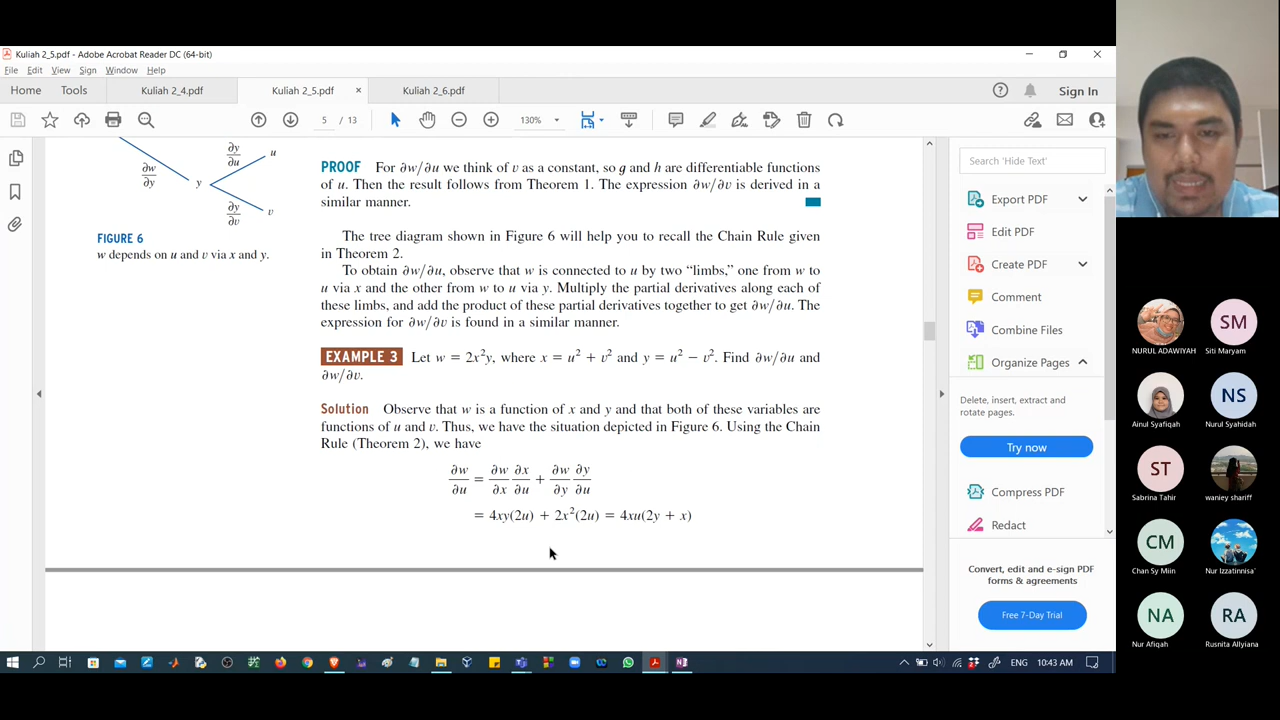 Kuliah 2_5.pdf - Adobe Acrobat Reader DC (64-bit)
File Edit View Sign Window Help
Home Tools Kuliah 2_4.pdf Kuliah 2_5.pdf × Kuliah 2_6.pdf Sign In
5 / 13 130%
∂w/∂y
∂y/∂u
u
y
∂y/∂v
v
FIGURE 6
w depends on u and v via x and y.
PROOF For ∂w/∂u we think of v as a constant, so g and h are differentiable functions
of u. Then the result follows from Theorem 1. The expression ∂w/∂v is derived in a
similar manner.
The tree diagram shown in Figure 6 will help you to recall the Chain Rule given
in Theorem 2.
To obtain ∂w/∂u, observe that w is connected to u by two “limbs,” one from w to
u via x and the other from w to u via y. Multiply the partial derivatives along each of
these limbs, and add the product of these partial derivatives together to get ∂w/∂u. The
expression for ∂w/∂v is found in a similar manner.
EXAMPLE 3 Let w = 2x²y, where x = u² + v² and y = u² − v². Find ∂w/∂u and
∂w/∂v.
Solution Observe that w is a function of x and y and that both of these variables are
functions of u and v. Thus, we have the situation depicted in Figure 6. Using the Chain
Rule (Theorem 2), we have
∂w/∂u = ∂w/∂x ∂x/∂u + ∂w/∂y ∂y/∂u
= 4xy(2u) + 2x²(2u) = 4xu(2y + x)
Search 'Hide Text'
Export PDF
Edit PDF
Create PDF
Comment
Combine Files
Organize Pages
Delete, insert, extract and
rotate pages.
Try now
Compress PDF
Redact
Convert, edit and e-sign PDF
forms & agreements
Free 7-Day Trial
ENG 10:43 AM
NURUL ADAWIYAH
SM
Siti Maryam
Ainul Syafiqah
NS
Nurul Syahidah
ST
Sabrina Tahir
waniey shariff
CM
Chan Sy Miin
Nur Izzatinnisa'
NA
Nur Afiqah
RA
Rusnita Allyiana